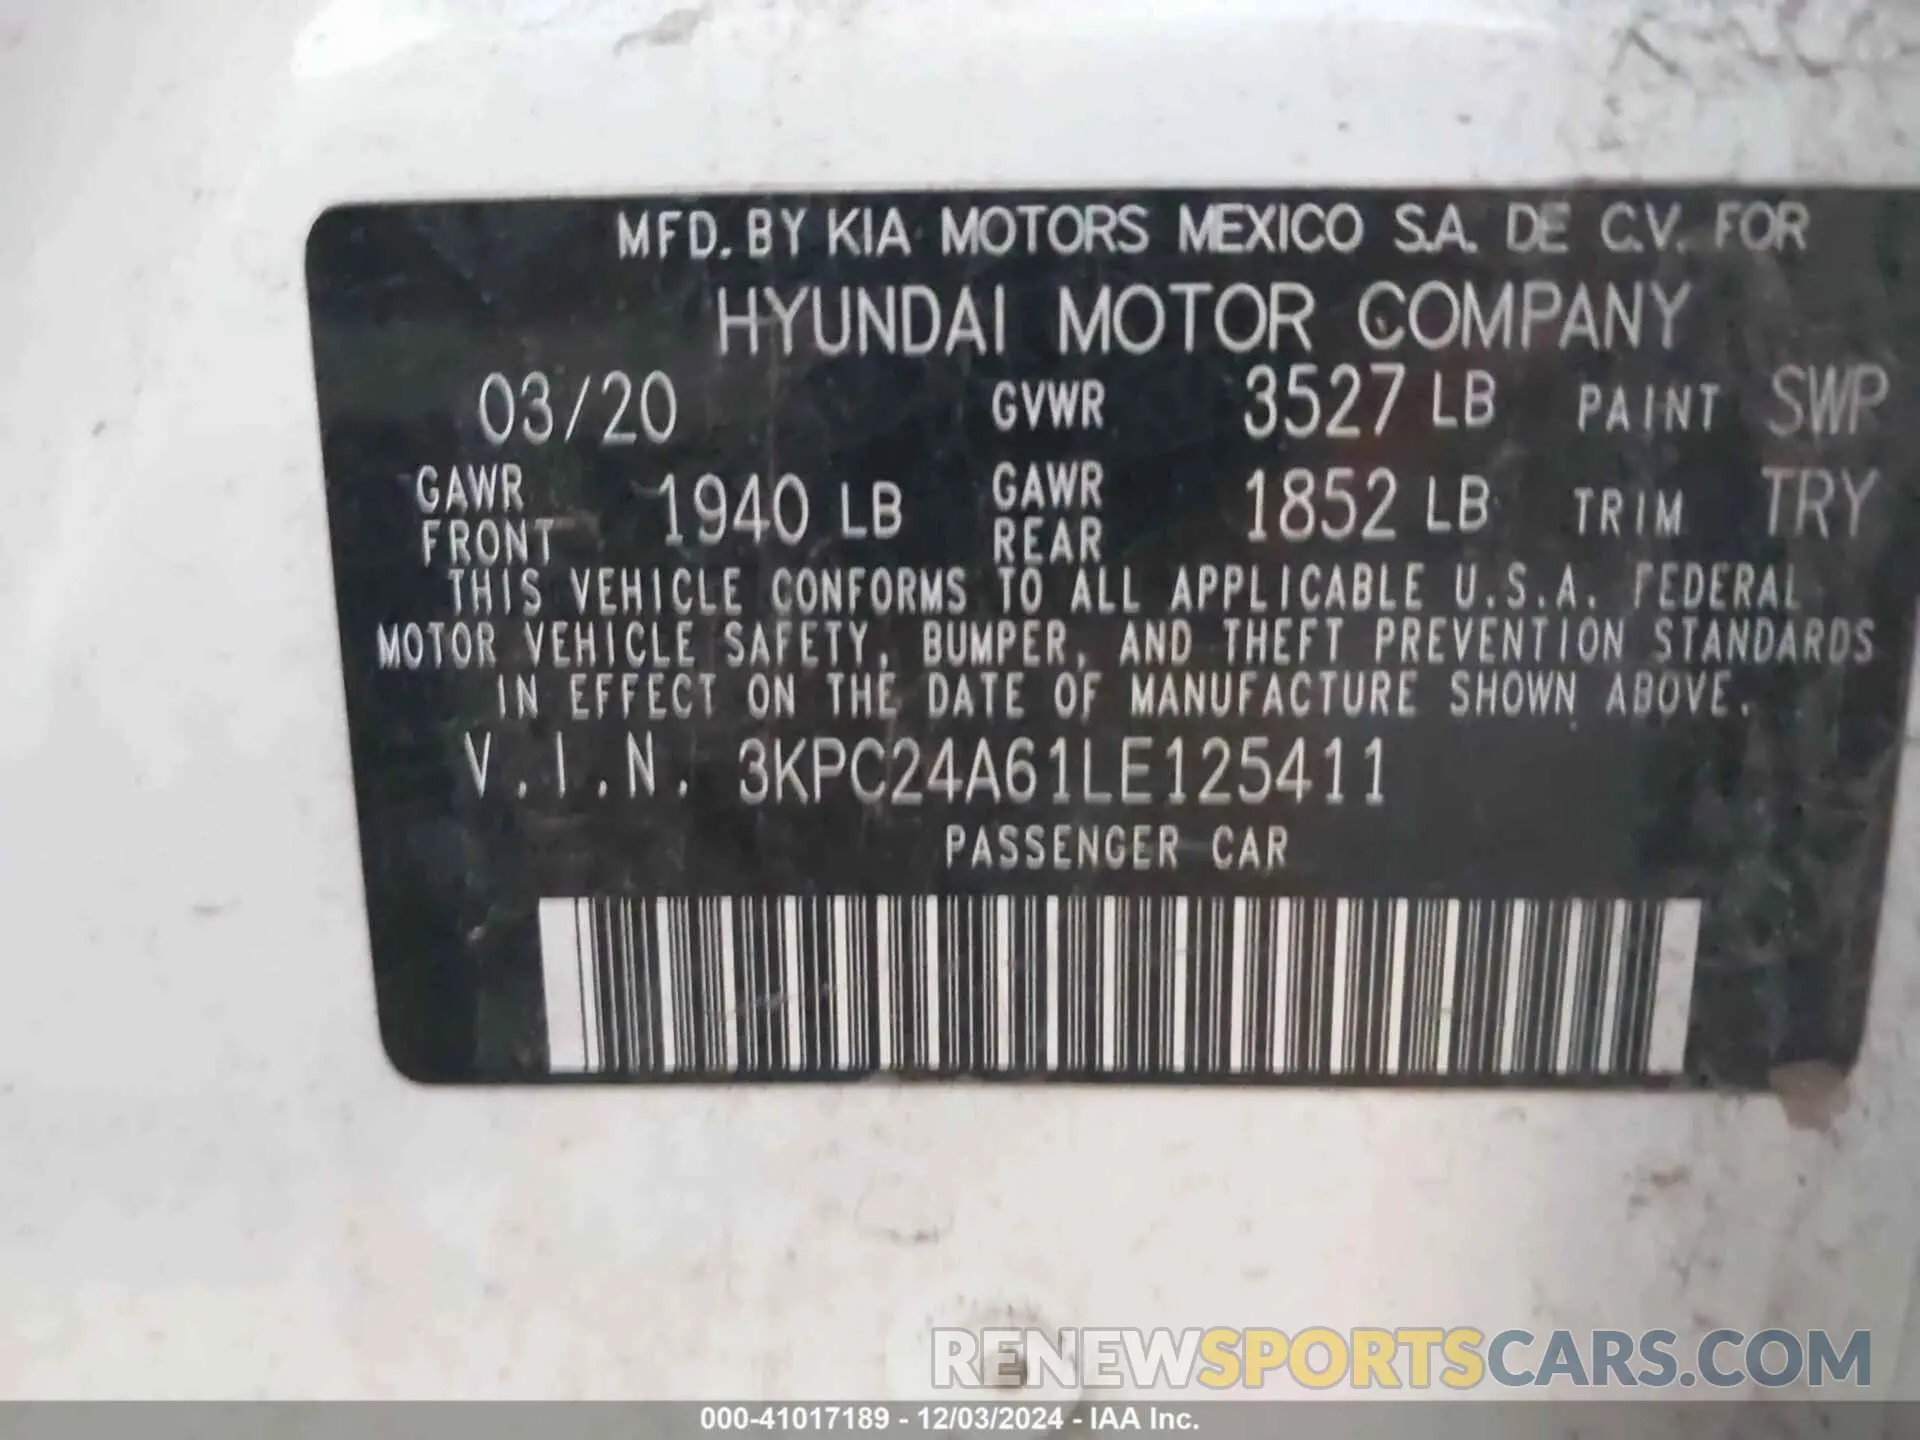 MFD. BY KIA MOTORS MEXICO S.A. DE C.V. FOR
HYUNDAI MOTOR COMPANY
03/20 GVWR 3527 LB PAINT SWP
GAWR FRONT 1940 LB GAWR REAR 1852 LB TRIM TRY
THIS VEHICLE CONFORMS TO ALL APPLICABLE U.S.A. FEDERAL
MOTOR VEHICLE SAFETY, BUMPER, AND THEFT PREVENTION STANDARDS
IN EFFECT ON THE DATE OF MANUFACTURE SHOWN ABOVE.
V.I.N. 3KPC24A61LE125411
PASSENGER CAR
RENEWSPORTSCARS.COM
000-41017189 - 12/03/2024 - IAA Inc.